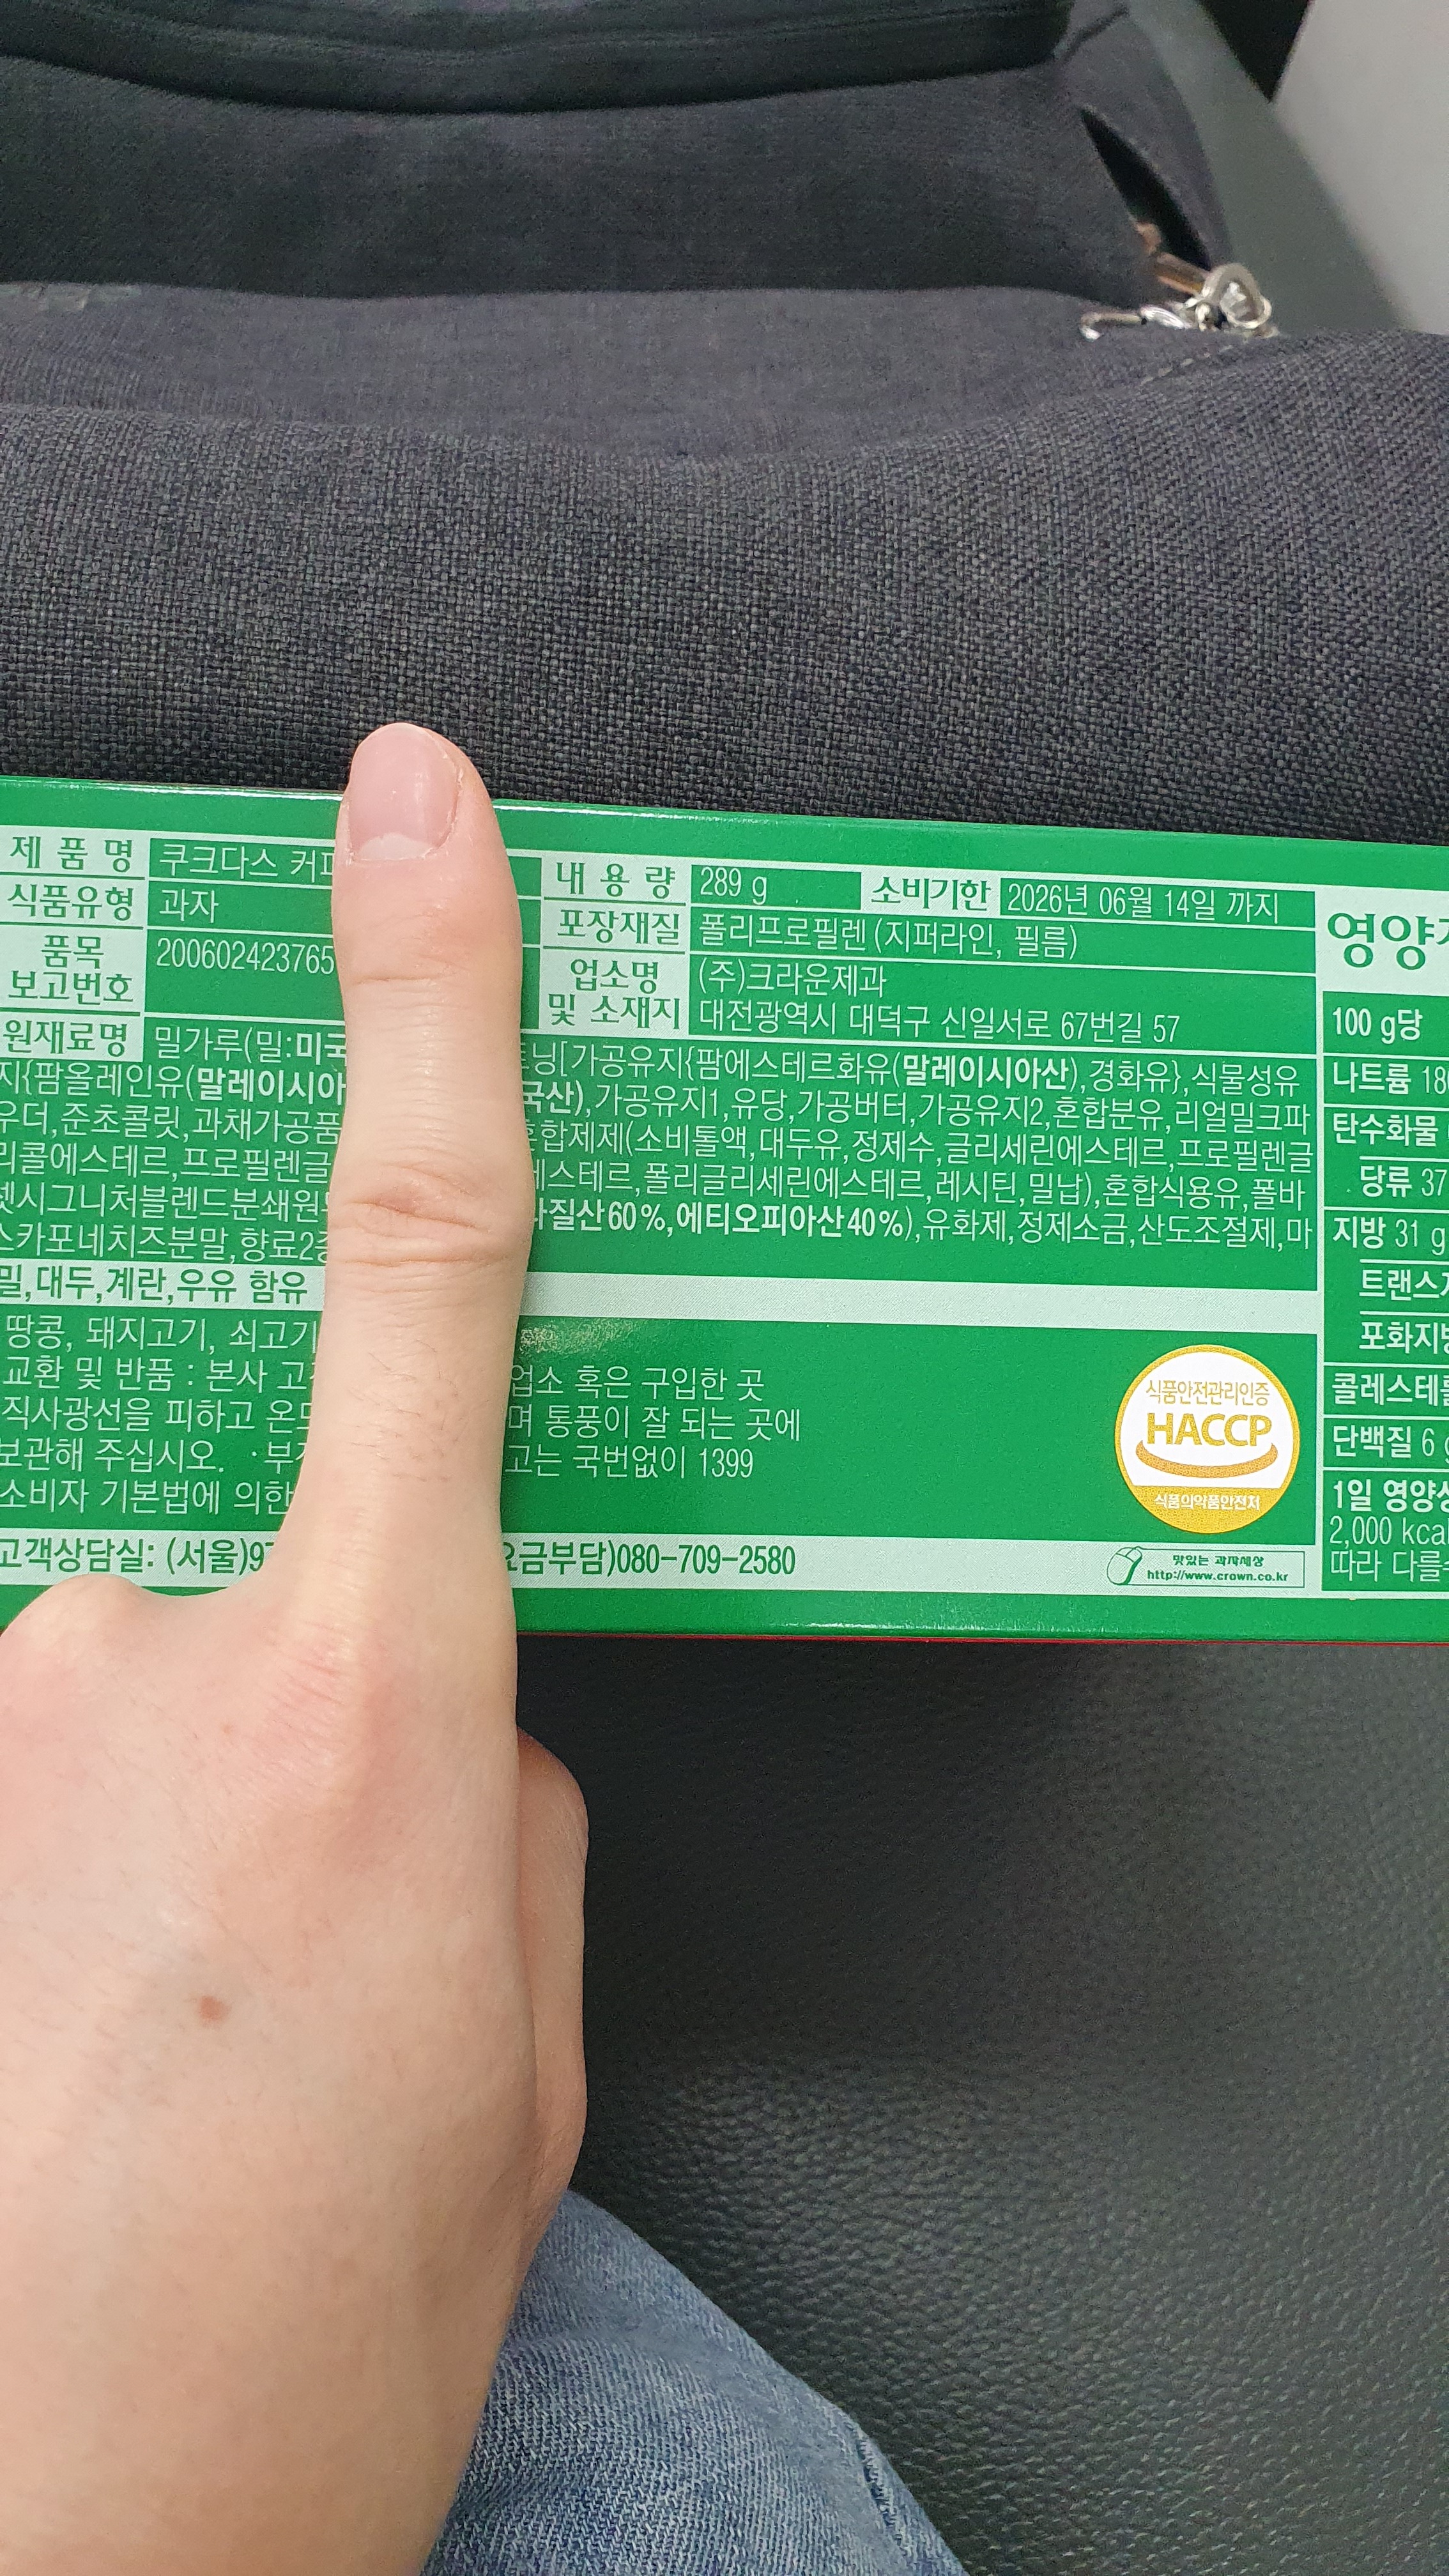 제 품 명 쿠크다스 내 용 량 289 g 소비기한 2026년 06월 14일 까지
식품유형 과자 포장재질 폴리프로필렌 (지퍼라인, 필름)
품목 보고번호 200602423765 업소명 및 소재지 (주)크라운제과
대전광역시 대덕구 신일서로 67번길 57
원재료명 밀가루(밀:미국 닝[가공유지{팜에스테르화유(말레이시아산),경화유},식물성유
지{팜올레인유(말레이시아 국산),가공유지1,유당,가공버터,가공유지2,혼합분유,리얼밀크파
우더,준초콜릿,과채가공품 혼합제제(소비톨액,대두유,정제수,글리세린에스테르,프로필렌글
리콜에스테르,프로필렌글 에스테르,폴리글리세린에스테르,레시틴,밀납),혼합식용유,폴바
셋시그니처블렌드분쇄원 라질산60%,에티오피아산40%),유화제,정제소금,산도조절제,마
스카포네치즈분말,향료2종
밀,대두,계란,우유 함유
땅콩, 돼지고기, 쇠고기
교환 및 반품 : 본사 고 업소 혹은 구입한 곳
직사광선을 피하고 온도 며 통풍이 잘 되는 곳에
보관해 주십시오. ·부정 고는 국번없이 1399
소비자 기본법에 의한
고객상담실: (서울)97 요금부담)080-709-2580
식품안전관리인증
HACCP
식품의약품안전처
맛있는 과자세상
http://www.crown.co.kr
영양
100 g당
나트륨 18
탄수화물
당류 37
지방 31 g
트랜스
포화지방
콜레스테롤
단백질 6 g
1일 영양
2,000 kcal
따라 다를수